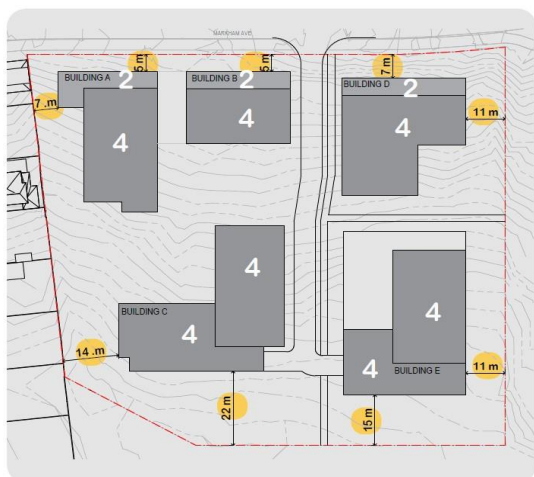 MARKHAM AVE.
5 m
5 m
7 m
BUILDING A
2
BUILDING B
2
BUILDING D
2
7 .m
4
4
4
11 m
4
BUILDING C
4
4
14 .m
4
BUILDING E
11 m
22 m
15 m